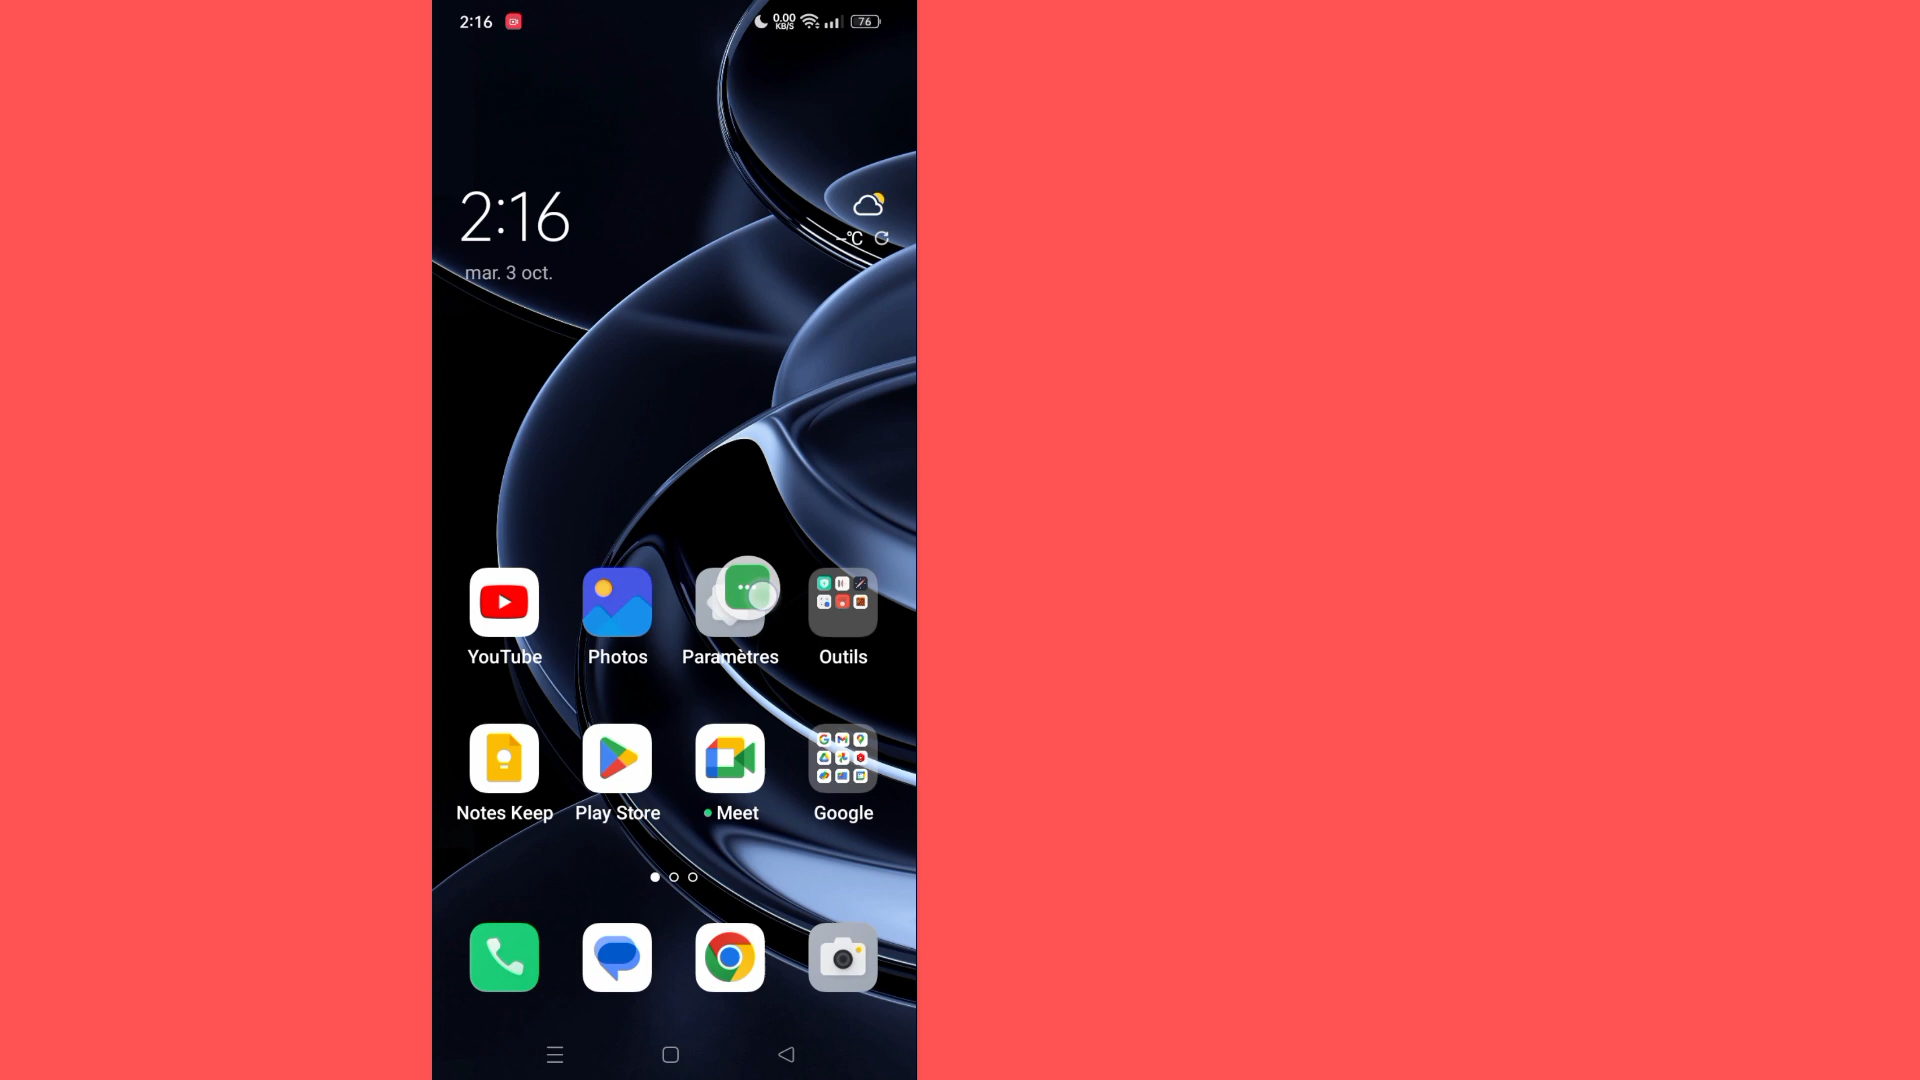 2:16
0.00
KB/S
76
2:16
--°C
mar. 3 oct.
YouTube
Photos
Paramètres
Outils
Notes Keep
Play Store
Meet
Google